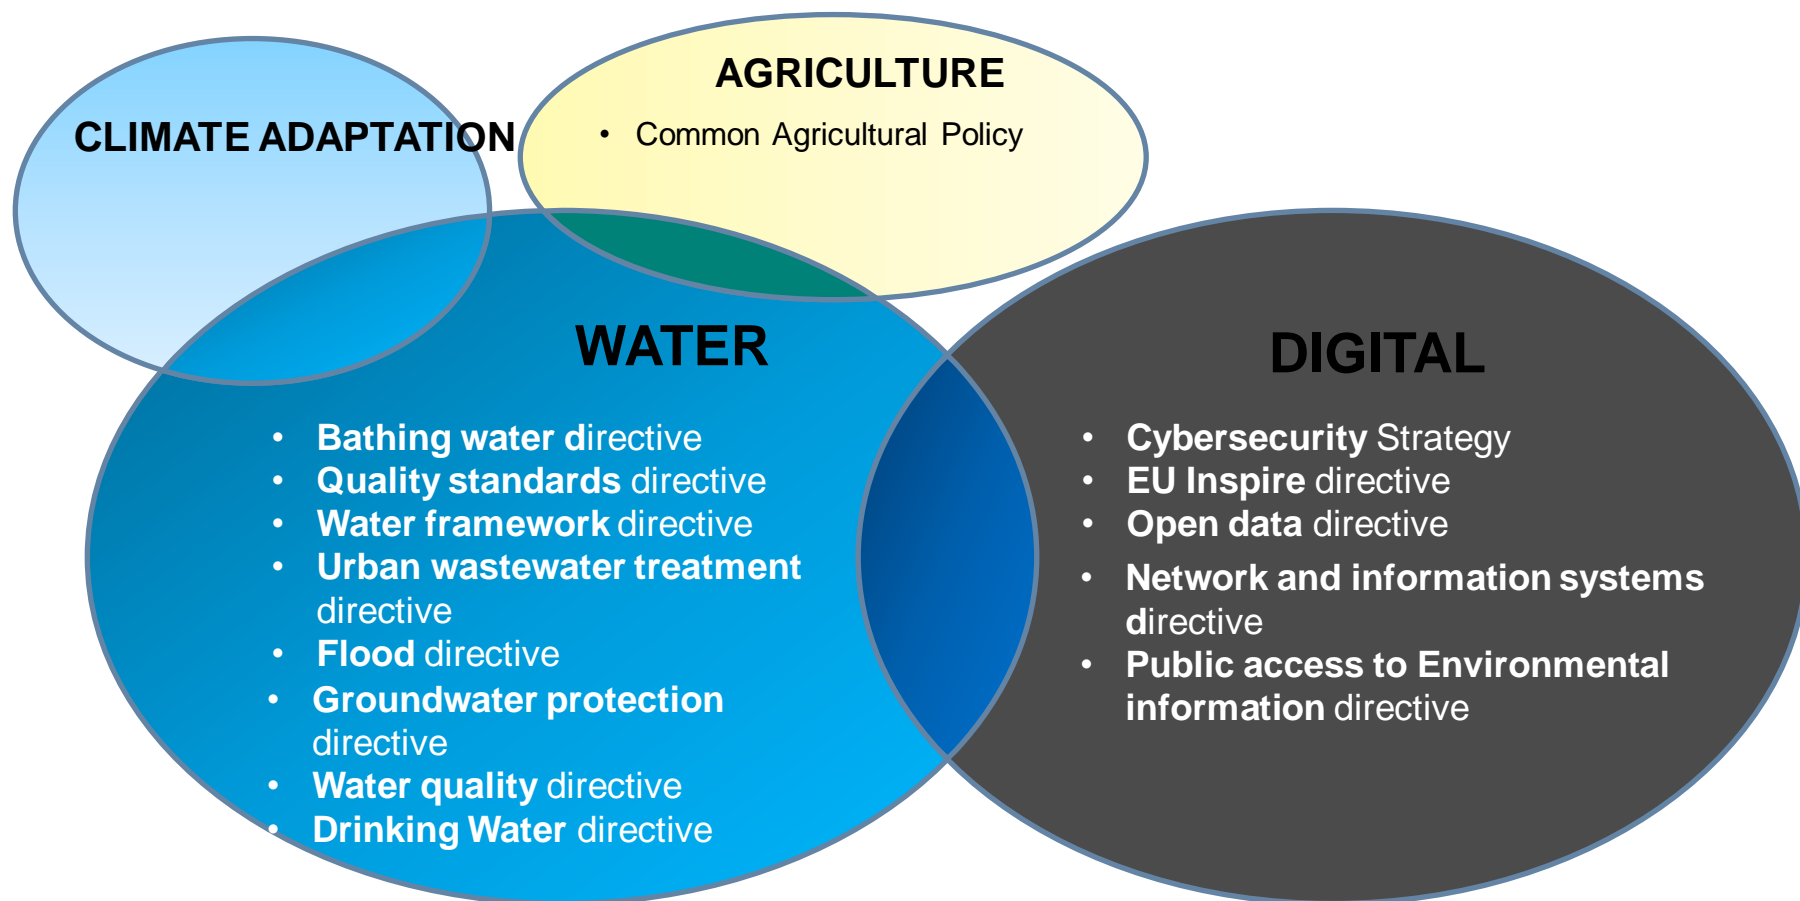 AGRICULTURE
• Common Agricultural Policy
CLIMATE ADAPTATION
WATER
• Bathing water directive
• Quality standards directive
• Water framework directive
• Urban wastewater treatment
directive
• Flood directive
• Groundwater protection
directive
• Water quality directive
• Drinking Water directive
DIGITAL
• Cybersecurity Strategy
• EU Inspire directive
• Open data directive
• Network and information systems
directive
• Public access to Environmental
information directive